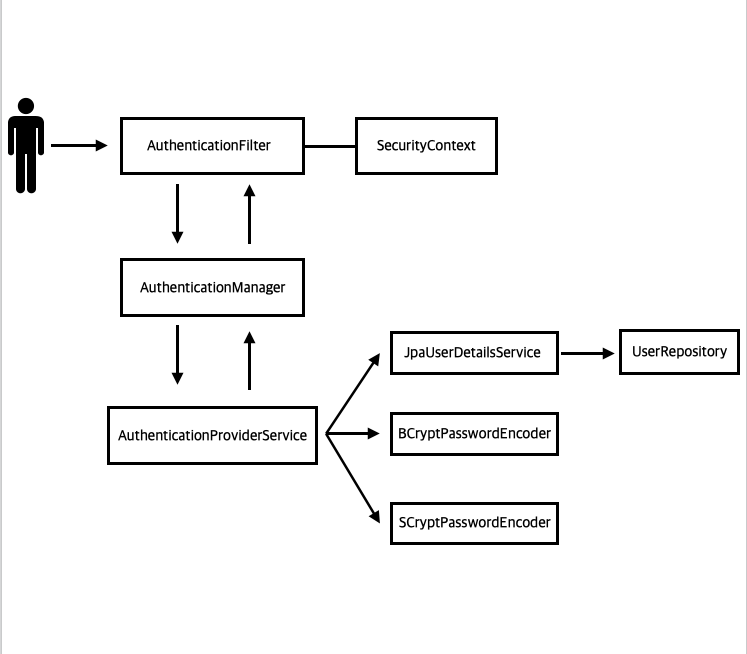 AuthenticationFilter
SecurityContext
AuthenticationManager
JpaUserDetailsService
UserRepository
AuthenticationProviderService
BCryptPasswordEncoder
SCryptPasswordEncoder